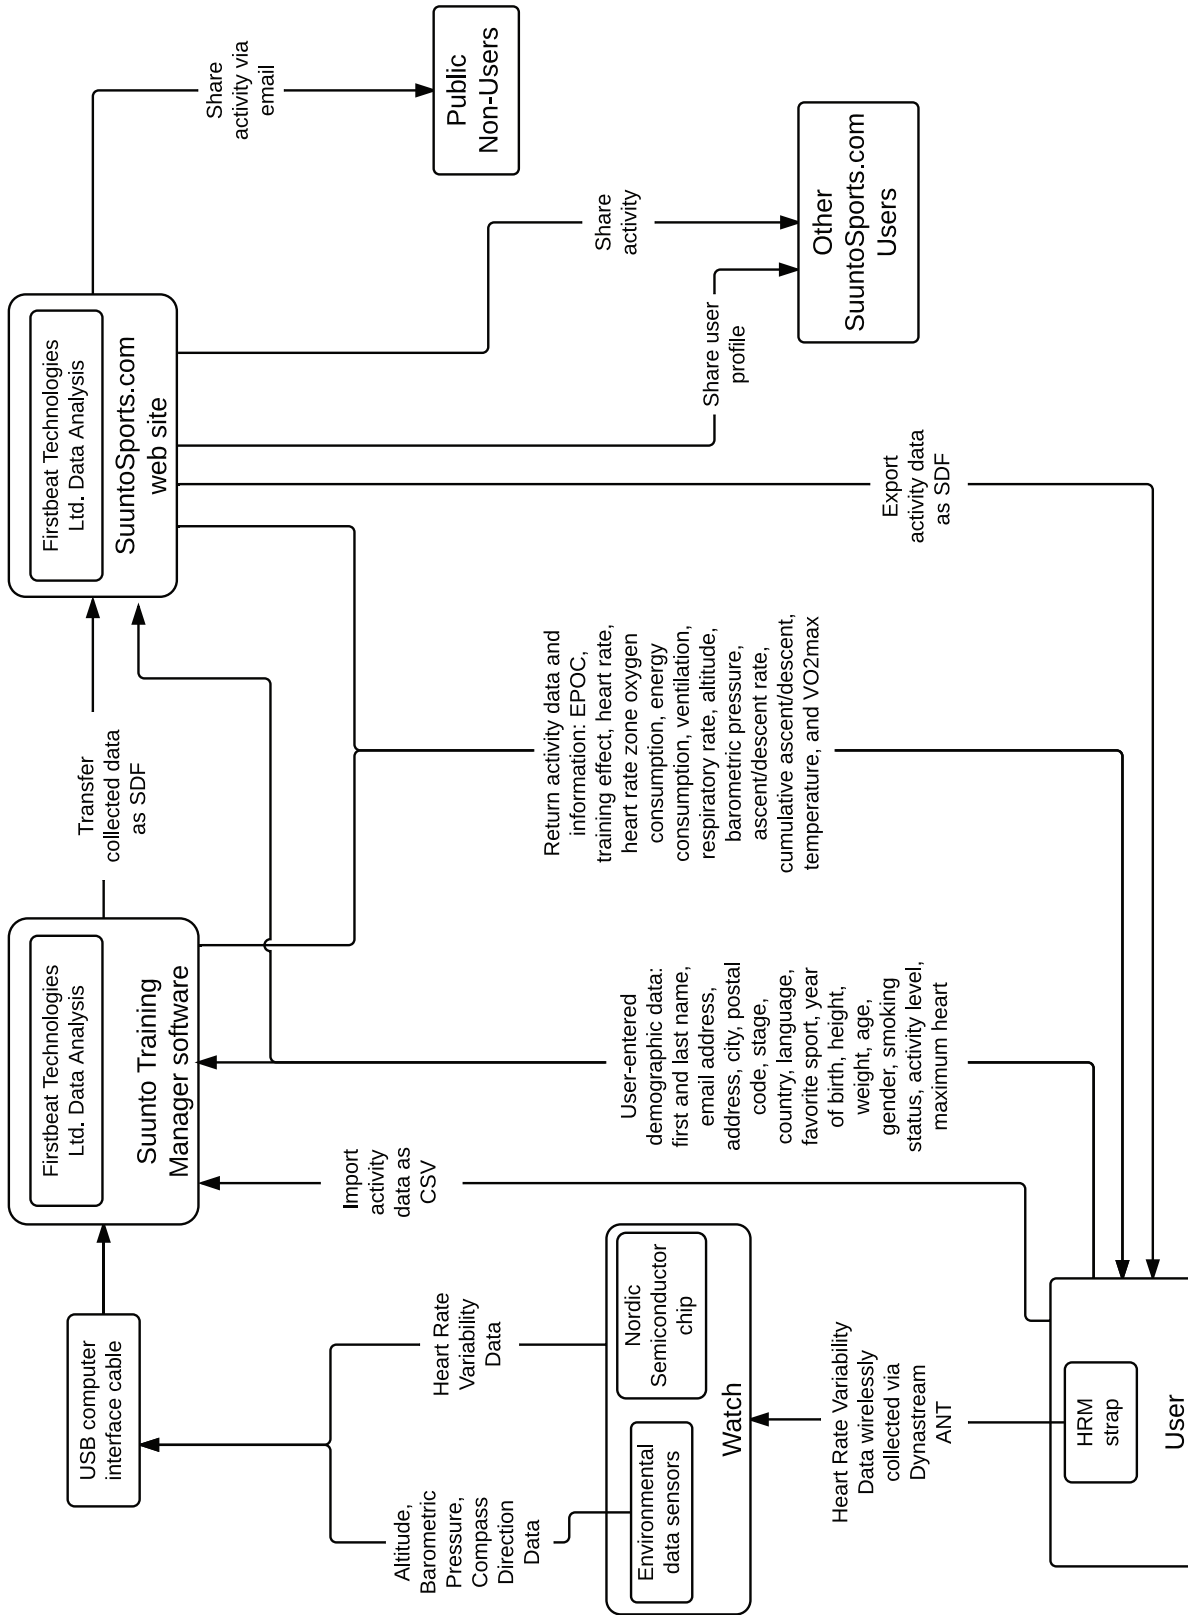 USB computer
interface cable
Firstbeat Technologies
Ltd. Data Analysis
Suunto Training
Manager software
Transfer
collected data
as SDF
Firstbeat Technologies
Ltd. Data Analysis
SuuntoSports.com
web site
Share
activity via
email
Public
Non-Users
Altitude,
Barometric
Pressure,
Compass
Direction
Data
Heart Rate
Variability
Data
Import
activity
data as
CSV
Environmental
data sensors
Nordic
Semiconductor
chip
Watch
User-entered
demographic data:
first and last name,
email address,
address, city, postal
code, stage,
country, language,
favorite sport, year
of birth, height,
weight, age,
gender, smoking
status, activity level,
maximum heart
Return activity data and
information: EPOC,
training effect, heart rate,
heart rate zone oxygen
consumption, energy
consumption, ventilation,
respiratory rate, altitude,
barometric pressure,
ascent/descent rate,
cumulative ascent/descent,
temperature, and VO2max
Share
activity
Share user
profile
Other
SuuntoSports.com
Users
Export
activity data
as SDF
Heart Rate Variability
Data wirelessly
collected via
Dynastream
ANT
HRM
strap
User